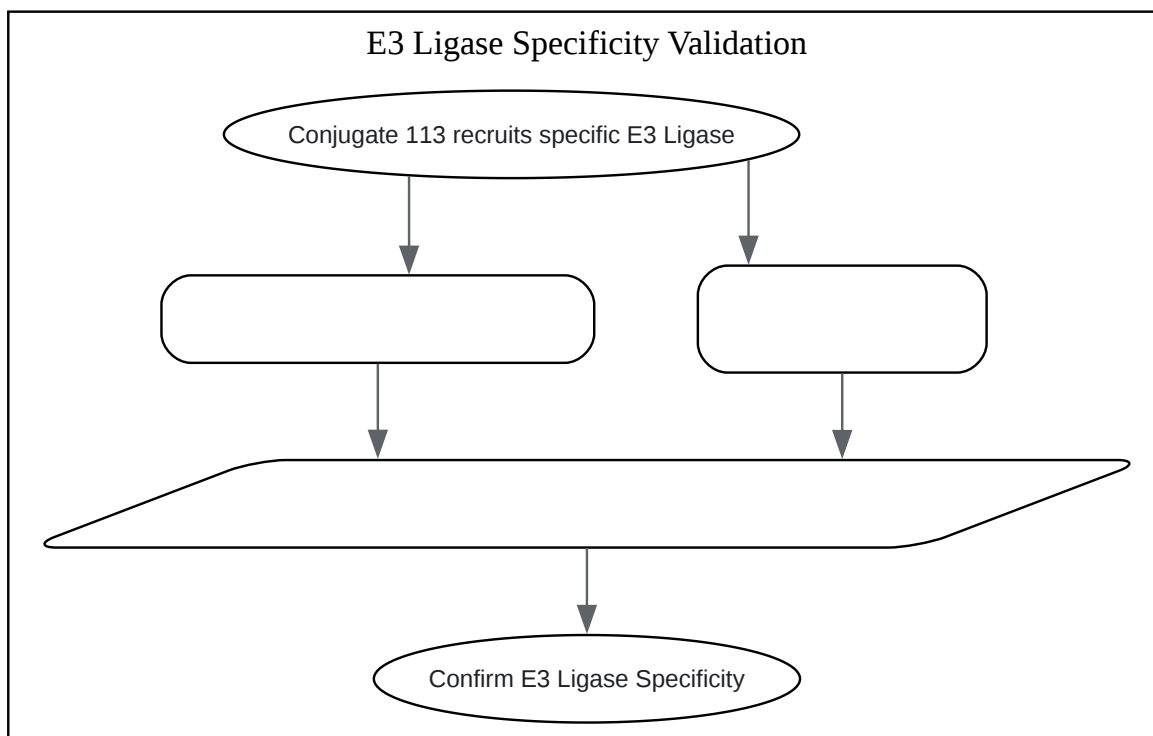 E3 Ligase Specificity Validation
Conjugate 113 recruits specific E3 Ligase
Confirm E3 Ligase Specificity